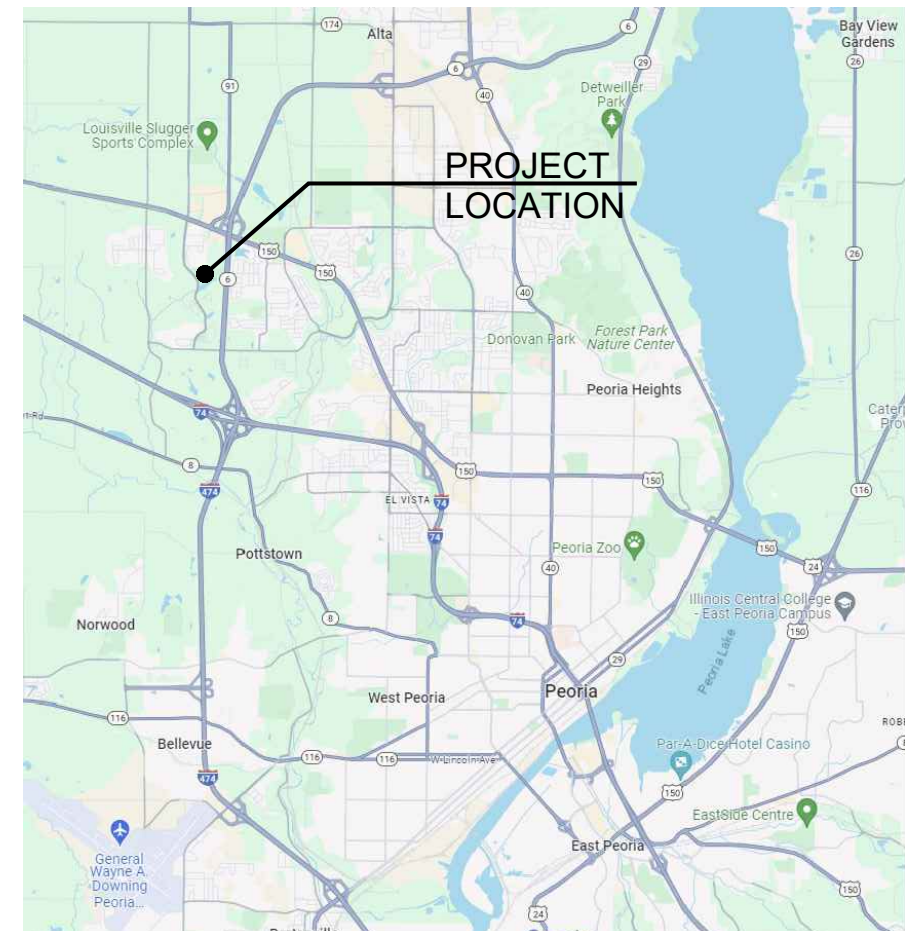 174
Alta
6
Bay View
Gardens
26
29
91
6
40
Detweiller
Park
Louisville Slugger
Sports Complex
PROJECT
LOCATION
150
150
6
26
40
Donovan Park
Forest Park
Nature Center
Peoria Heights
74
8
150
150
116
474
EL VISTA
74
74
Pottstown
Peoria Zoo
150
24
40
Illinois Central College
- East Peoria Campus
Norwood
8
74
150
29
Peoria Lake
West Peoria
Peoria
116
Bellevue
116
116
W Lincoln Ave
Par-A-Dice Hotel Casino
474
150
EastSide Centre
General
Wayne A.
Downing
Peoria...
East Peoria
150
24